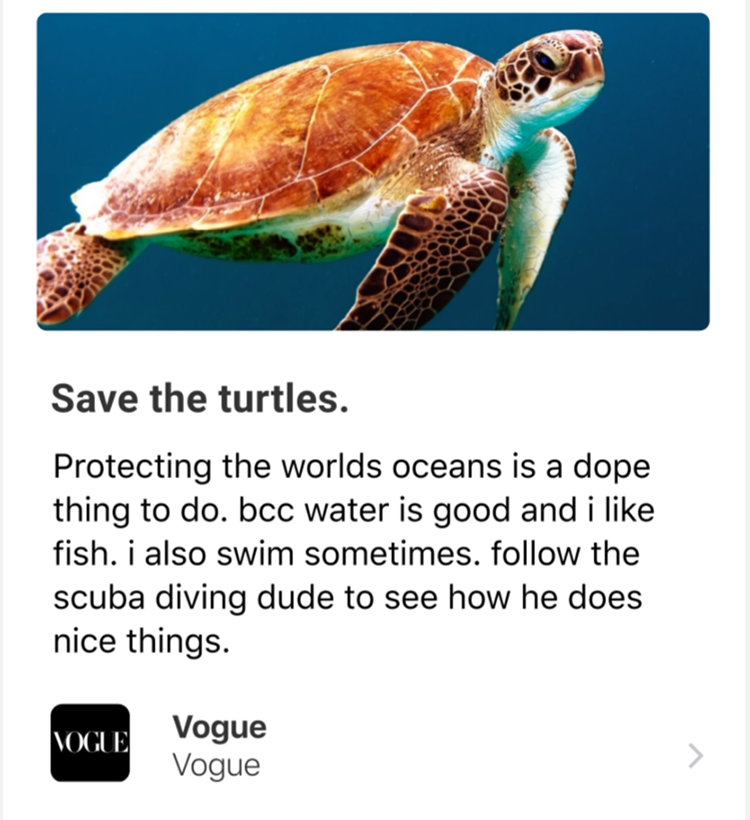 Save the turtles.
Protecting the worlds oceans is a dope
thing to do. bcc water is good and i like
fish. i also swim sometimes. follow the
scuba diving dude to see how he does
nice things.
VOGUE
Vogue
Vogue